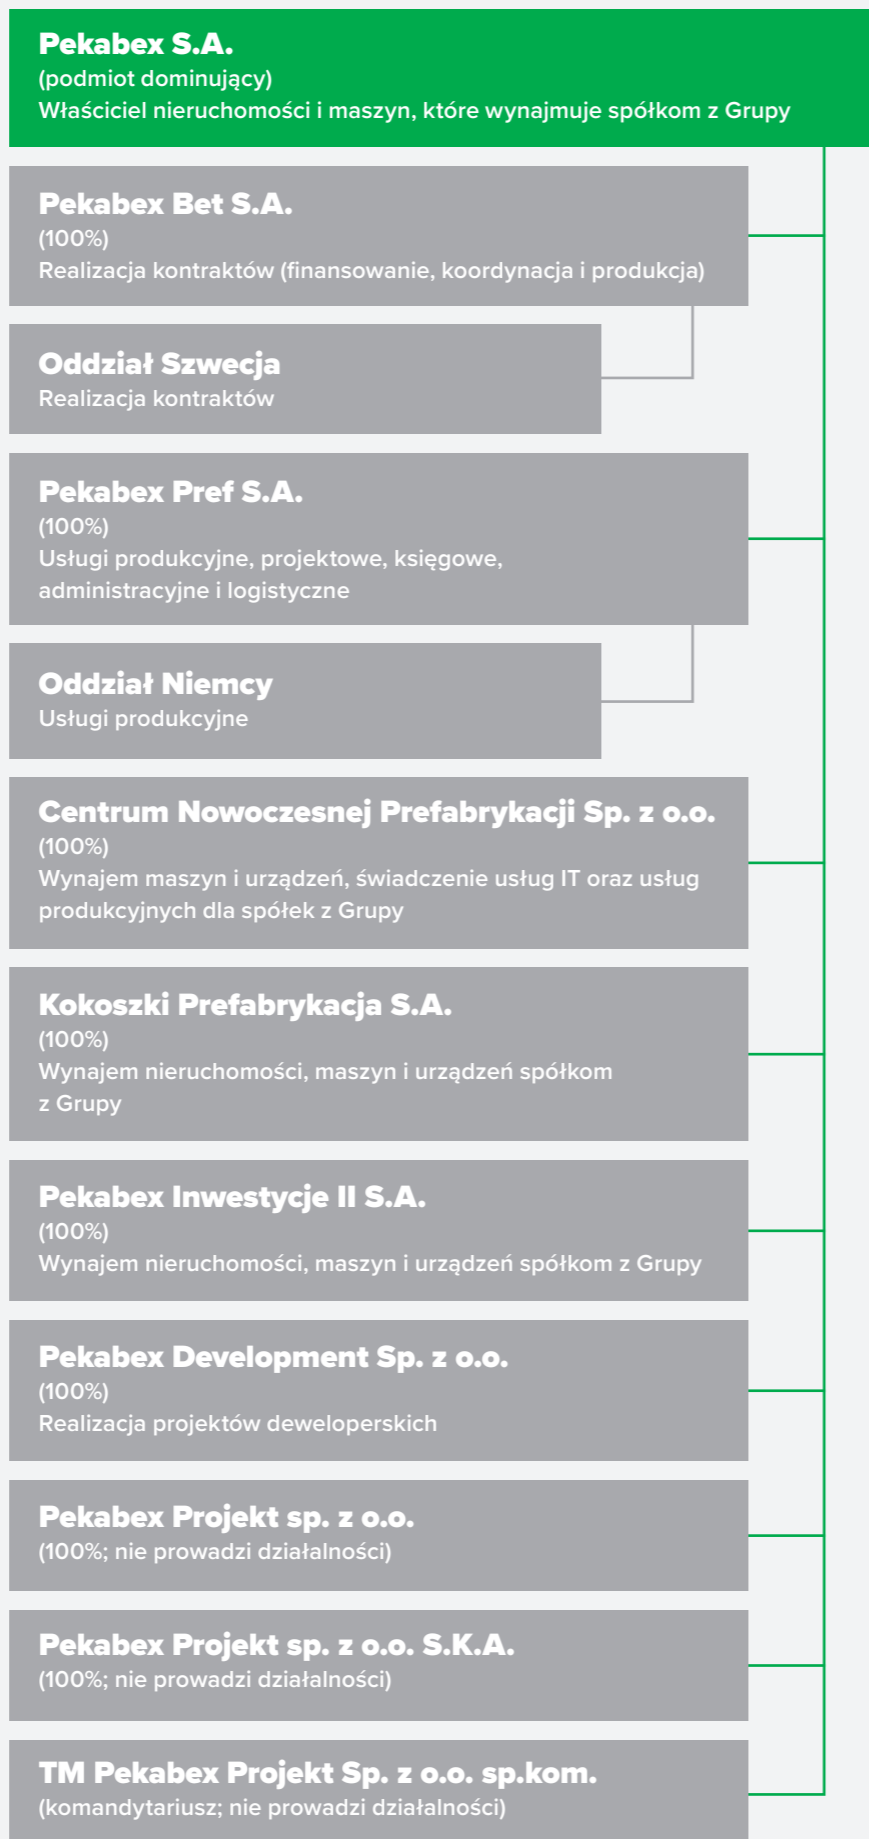 Pekabex S.A.
(podmiot dominujący)
Właściciel nieruchomości i maszyn, które wynajmuje spółkom z Grupy
Pekabex Bet S.A.
(100%)
Realizacja kontraktów (finansowanie, koordynacja i produkcja)
Oddział Szwecja
Realizacja kontraktów
Pekabex Pref S.A.
(100%)
Usługi produkcyjne, projektowe, księgowe,
administracyjne i logistyczne
Oddział Niemcy
Usługi produkcyjne
Centrum Nowoczesnej Prefabrykacji Sp. z o.o.
(100%)
Wynajem maszyn i urządzeń, świadczenie usług IT oraz usług
produkcyjnych dla spółek z Grupy
Kokoszki Prefabrykacja S.A.
(100%)
Wynajem nieruchomości, maszyn i urządzeń spółkom
z Grupy
Pekabex Inwestycje II S.A.
(100%)
Wynajem nieruchomości, maszyn i urządzeń spółkom z Grupy
Pekabex Development Sp. z o.o.
(100%)
Realizacja projektów deweloperskich
Pekabex Projekt sp. z o.o.
(100%; nie prowadzi działalności)
Pekabex Projekt sp. z o.o. S.K.A.
(100%; nie prowadzi działalności)
TM Pekabex Projekt Sp. z o.o. sp.kom.
(komandytariusz; nie prowadzi działalności)